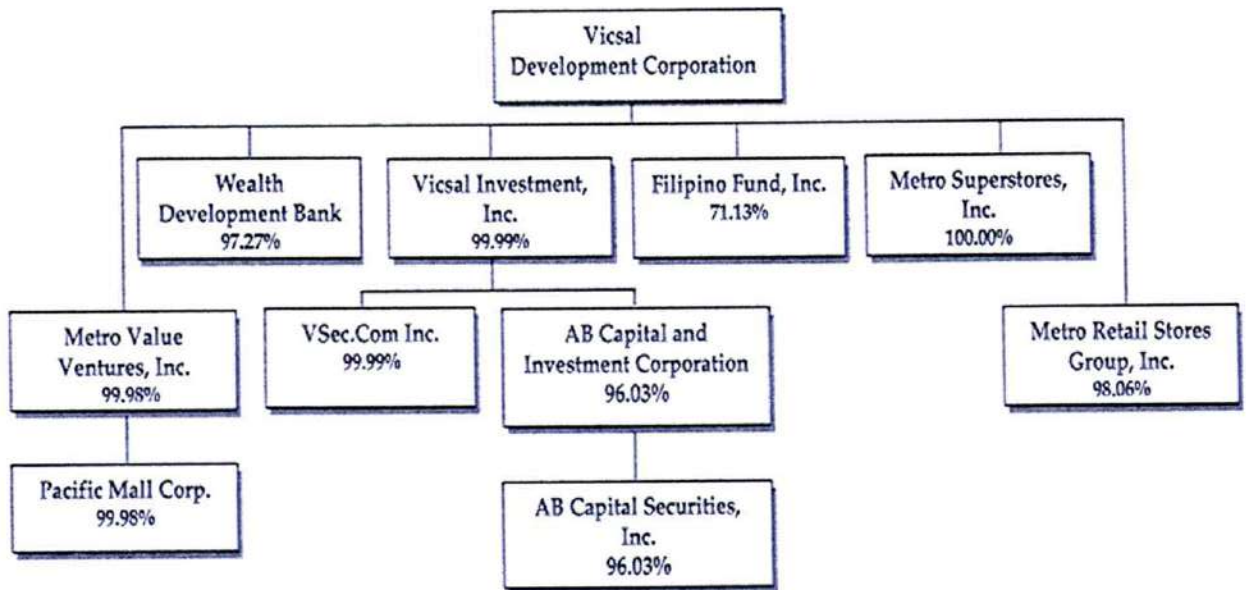 Vicsal
Development Corporation
Wealth
Development Bank
97.27%
Vicsal Investment,
Inc.
99.99%
Filipino Fund, Inc.
71.13%
Metro Superstores,
Inc.
100.00%
Metro Value
Ventures, Inc.
99.98%
VSec.Com Inc.
99.99%
AB Capital and
Investment Corporation
96.03%
Metro Retail Stores
Group, Inc.
98.06%
Pacific Mall Corp.
99.98%
AB Capital Securities,
Inc.
96.03%